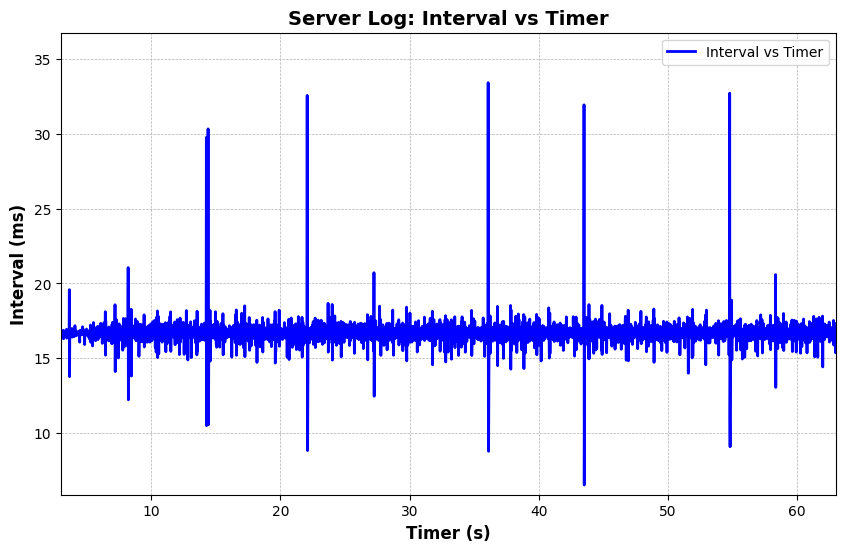 Server Log: Interval vs Timer
Interval vs Timer
35
30
25
20
15
10
Interval (ms)
10 20 30 40 50 60
Timer (s)